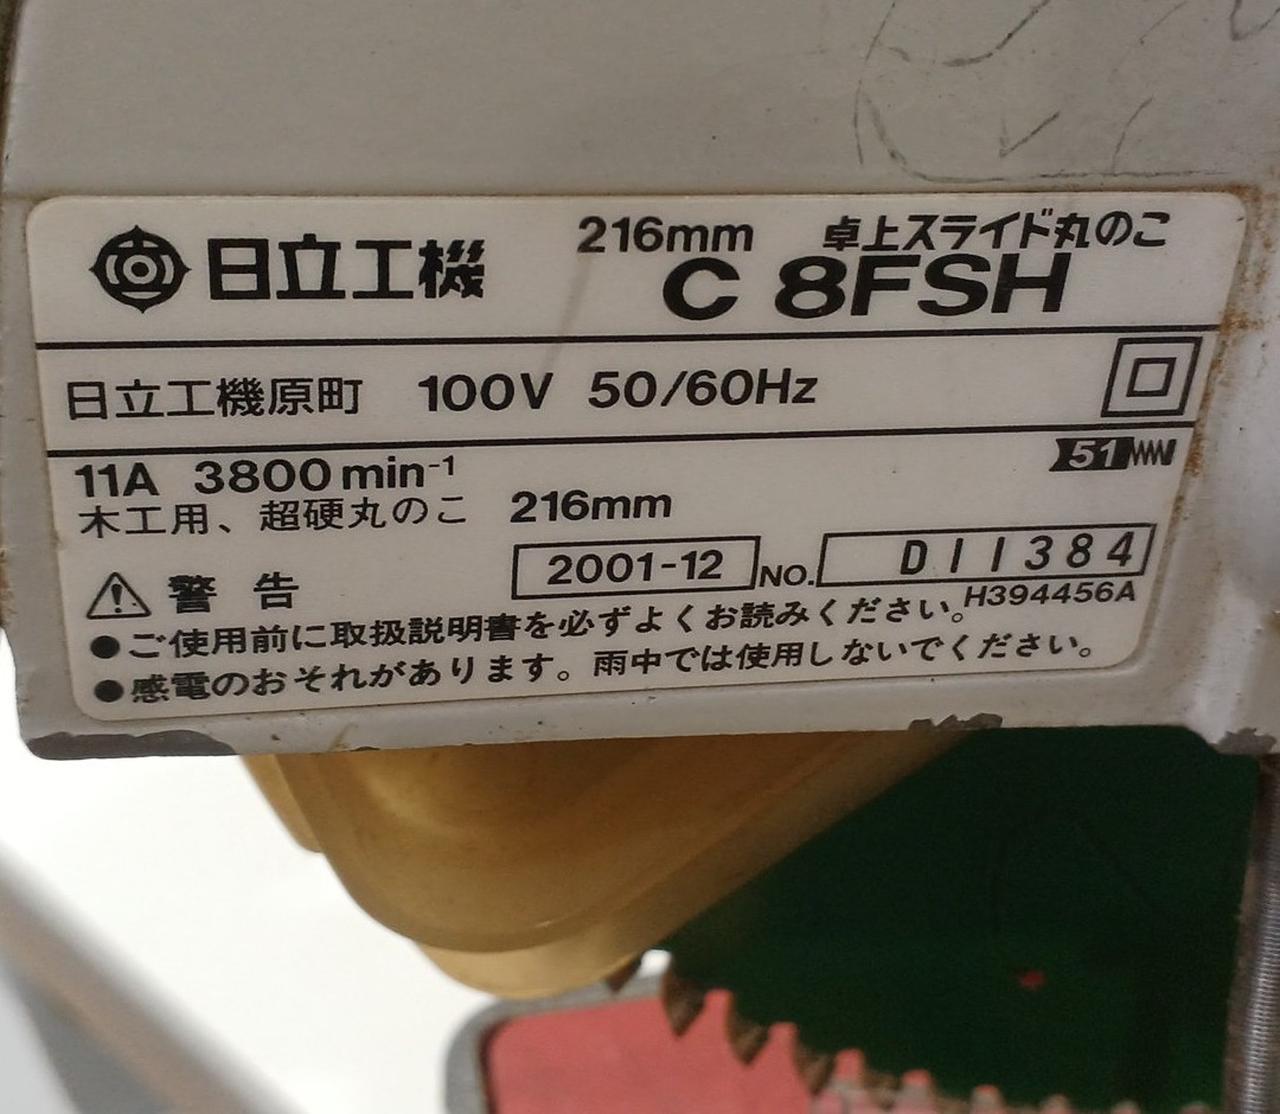 日立工機 216mm 卓上スライド丸のこ
C 8FSH
日立工機原町 100V 50/60Hz
51
11A 3800min⁻¹
木工用、超硬丸のこ 216mm
2001-12 NO. D11384
警告 H394456A
●ご使用前に取扱説明書を必ずよくお読みください。
●感電のおそれがあります。雨中では使用しないでください。